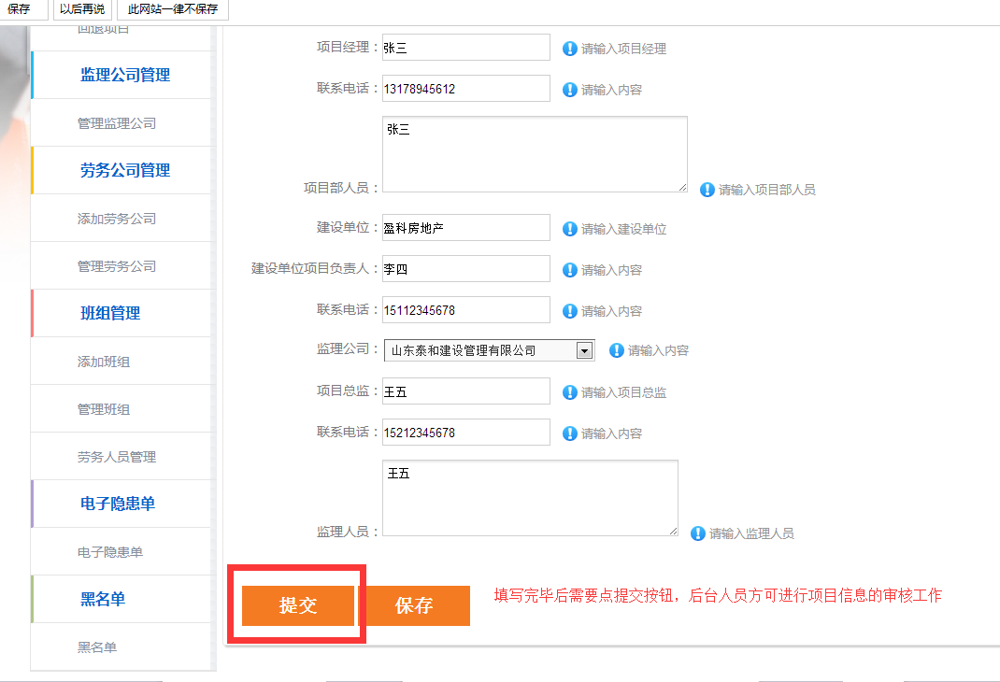 保存 以后再说 此网站一律不保存
回退项目
监理公司管理
管理监理公司
劳务公司管理
添加劳务公司
管理劳务公司
班组管理
添加班组
管理班组
劳务人员管理
电子隐患单
电子隐患单
黑名单
黑名单
项目经理： 张三 请输入项目经理
联系电话： 13178945612 请输入内容
张三
项目部人员： 请输入项目部人员
建设单位： 盈科房地产 请输入建设单位
建设单位项目负责人： 李四 请输入内容
联系电话： 15112345678 请输入内容
监理公司： 山东泰和建设管理有限公司 请输入内容
项目总监： 王五 请输入项目总监
联系电话： 15212345678 请输入内容
王五
监理人员： 请输入监理人员
提交 保存 填写完毕后需要点提交按钮，后台人员方可进行项目信息的审核工作